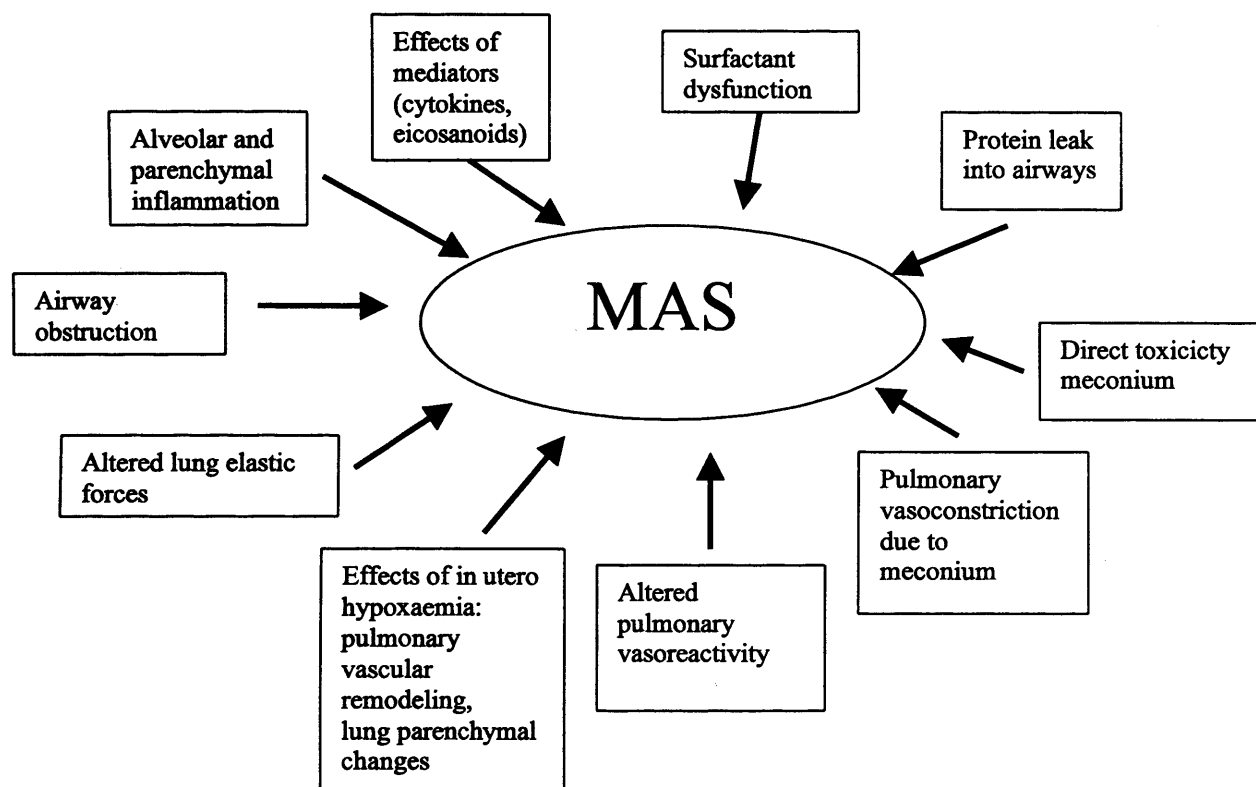 Effects of
mediators
(cytokines,
eicosanoids)
Surfactant
dysfunction
Alveolar and
parenchymal
inflammation
Protein leak
into airways
MAS
Airway
obstruction
Direct toxicicty
meconium
Altered lung elastic
forces
Pulmonary
vasoconstriction
due to
meconium
Effects of in utero
hypoxaemia:
pulmonary
vascular
remodeling,
lung parenchymal
changes
Altered
pulmonary
vasoreactivity